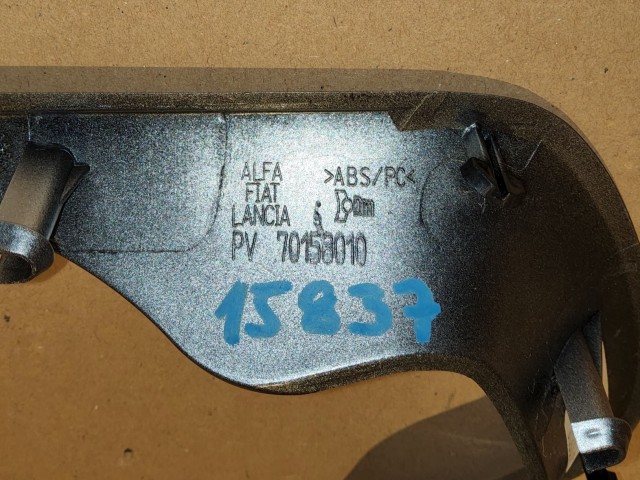 ALFA
FIAT
LANCIA
>ABS/PC<
PV 70158010
15837